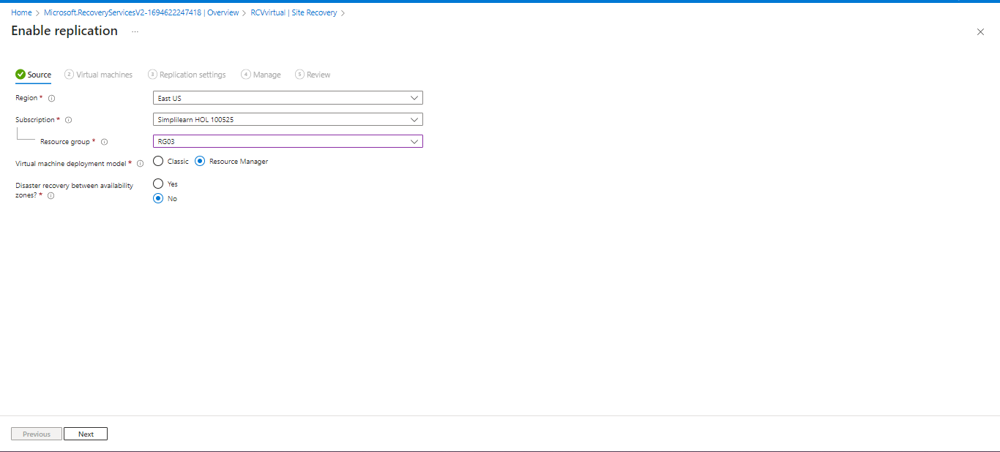 Home > Microsoft.RecoveryServicesV2-1694622247418 | Overview > RCVvirtual | Site Recovery >
Enable replication ...
Source 2 Virtual machines 3 Replication settings 4 Manage 5 Review
Region * East US
Subscription * Simplilearn HOL 100525
Resource group * RG03
Virtual machine deployment model * Classic Resource Manager
Disaster recovery between availability Yes
zones? * No
Previous Next